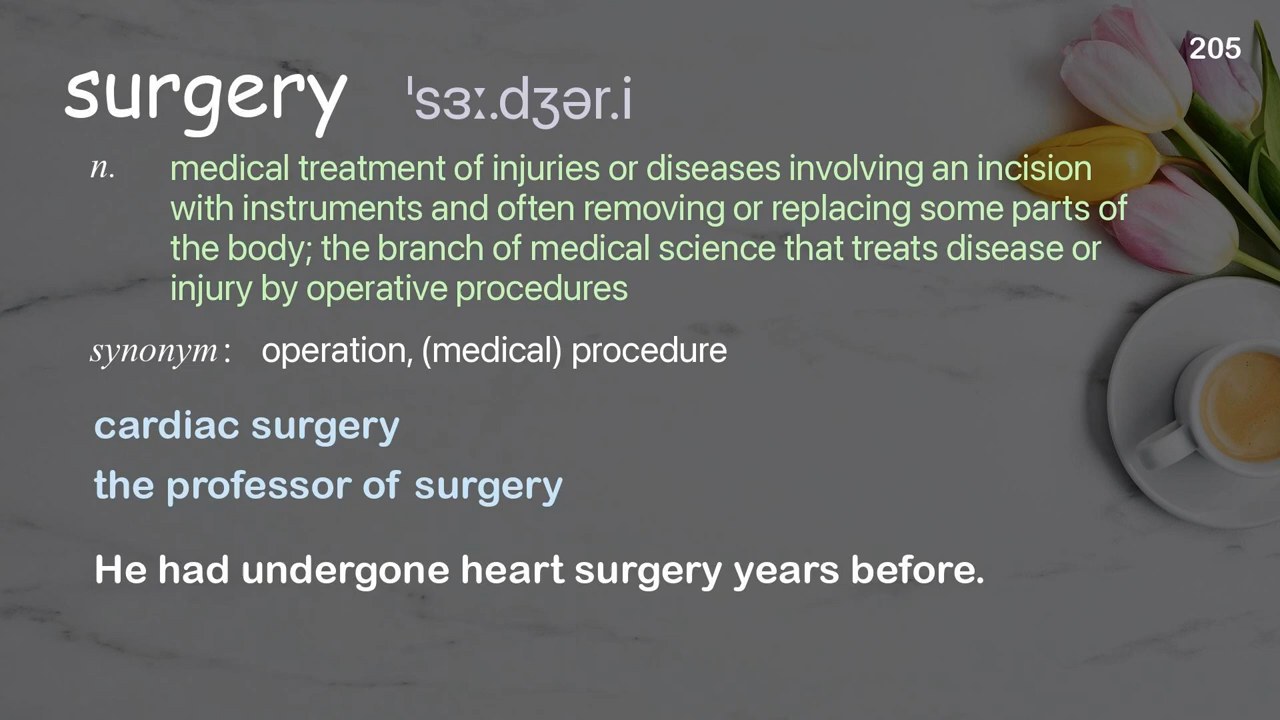 205
surgery ˈsɜː.dʒər.i
n. medical treatment of injuries or diseases involving an incision
with instruments and often removing or replacing some parts of
the body; the branch of medical science that treats disease or
injury by operative procedures
synonym : operation, (medical) procedure
cardiac surgery
the professor of surgery
He had undergone heart surgery years before.